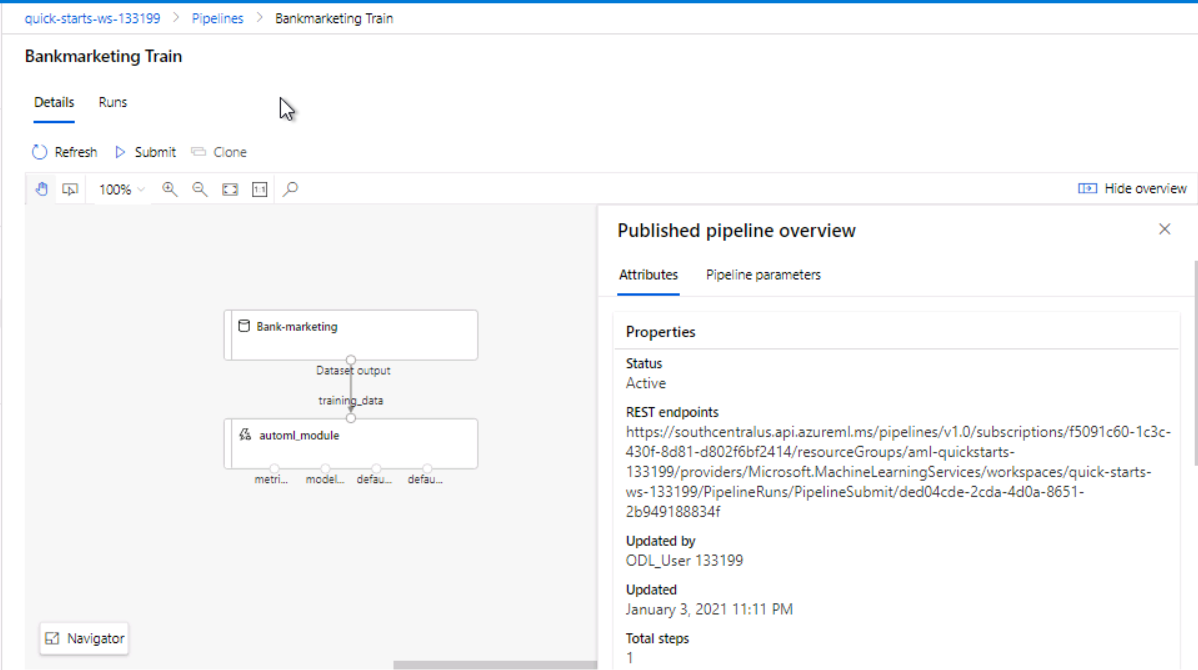 quick-starts-ws-133199 > Pipelines > Bankmarketing Train
Bankmarketing Train
Details Runs
Refresh Submit Clone
100% 1:1 Hide overview
Bank-marketing
Dataset output
training_data
automl_module
metri... model... defau... defau...
Navigator
Published pipeline overview
Attributes Pipeline parameters
Properties
Status
Active
REST endpoints
https://southcentralus.api.azureml.ms/pipelines/v1.0/subscriptions/f5091c60-1c3c-
430f-8d81-d802f6bf2414/resourceGroups/aml-quickstarts-
133199/providers/Microsoft.MachineLearningServices/workspaces/quick-starts-
ws-133199/PipelineRuns/PipelineSubmit/ded04cde-2cda-4d0a-8651-
2b949188834f
Updated by
ODL_User 133199
Updated
January 3, 2021 11:11 PM
Total steps
1